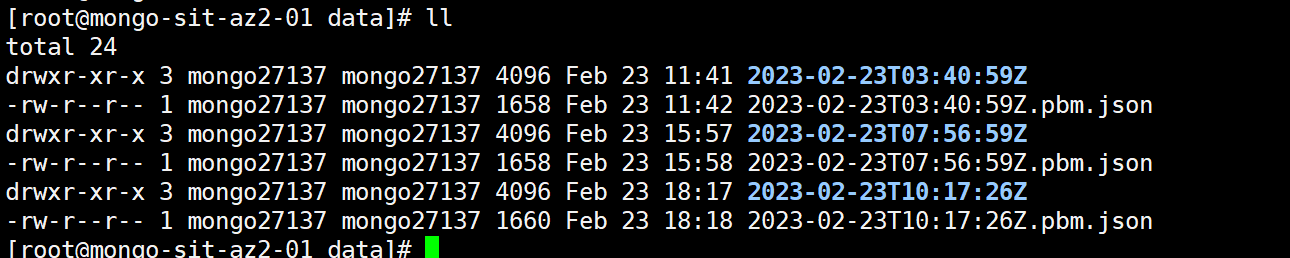 [root@mongo-sit-az2-01 data]# ll
total 24
drwxr-xr-x 3 mongo27137 mongo27137 4096 Feb 23 11:41 2023-02-23T03:40:59Z
-rw-r--r-- 1 mongo27137 mongo27137 1658 Feb 23 11:42 2023-02-23T03:40:59Z.pbm.json
drwxr-xr-x 3 mongo27137 mongo27137 4096 Feb 23 15:57 2023-02-23T07:56:59Z
-rw-r--r-- 1 mongo27137 mongo27137 1658 Feb 23 15:58 2023-02-23T07:56:59Z.pbm.json
drwxr-xr-x 3 mongo27137 mongo27137 4096 Feb 23 18:17 2023-02-23T10:17:26Z
-rw-r--r-- 1 mongo27137 mongo27137 1660 Feb 23 18:18 2023-02-23T10:17:26Z.pbm.json
[root@mongo-sit-az2-01 data]#